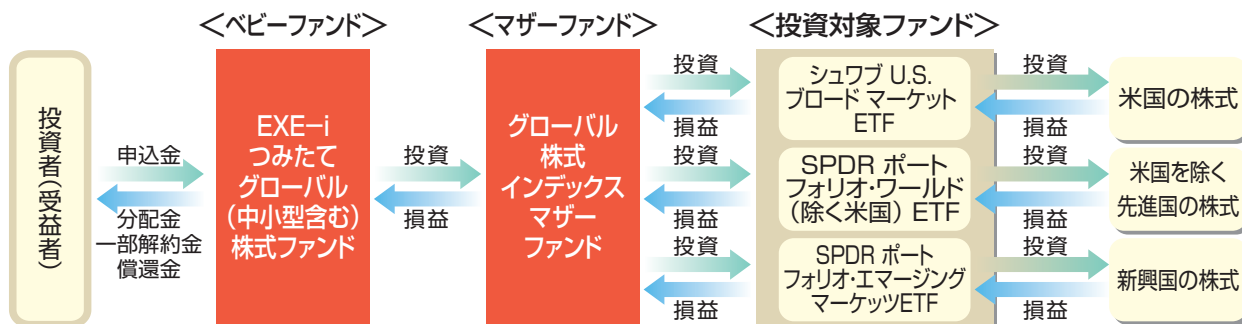 ＜ベビーファンド＞
＜マザーファンド＞
＜投資対象ファンド＞
投資者（受益者）
申込金
分配金
一部解約金
償還金
EXE−i
つみたて
グローバル
（中小型含む）
株式ファンド
投資
損益
グローバル
株式
インデックス
マザー
ファンド
投資
損益
投資
損益
投資
損益
シュワブ U.S.
ブロード マーケット
ETF
SPDR ポート
フォリオ・ワールド
（除く米国） ETF
SPDR ポート
フォリオ・エマージング
マーケッツETF
投資
損益
投資
損益
投資
損益
米国の株式
米国を除く
先進国の株式
新興国の株式